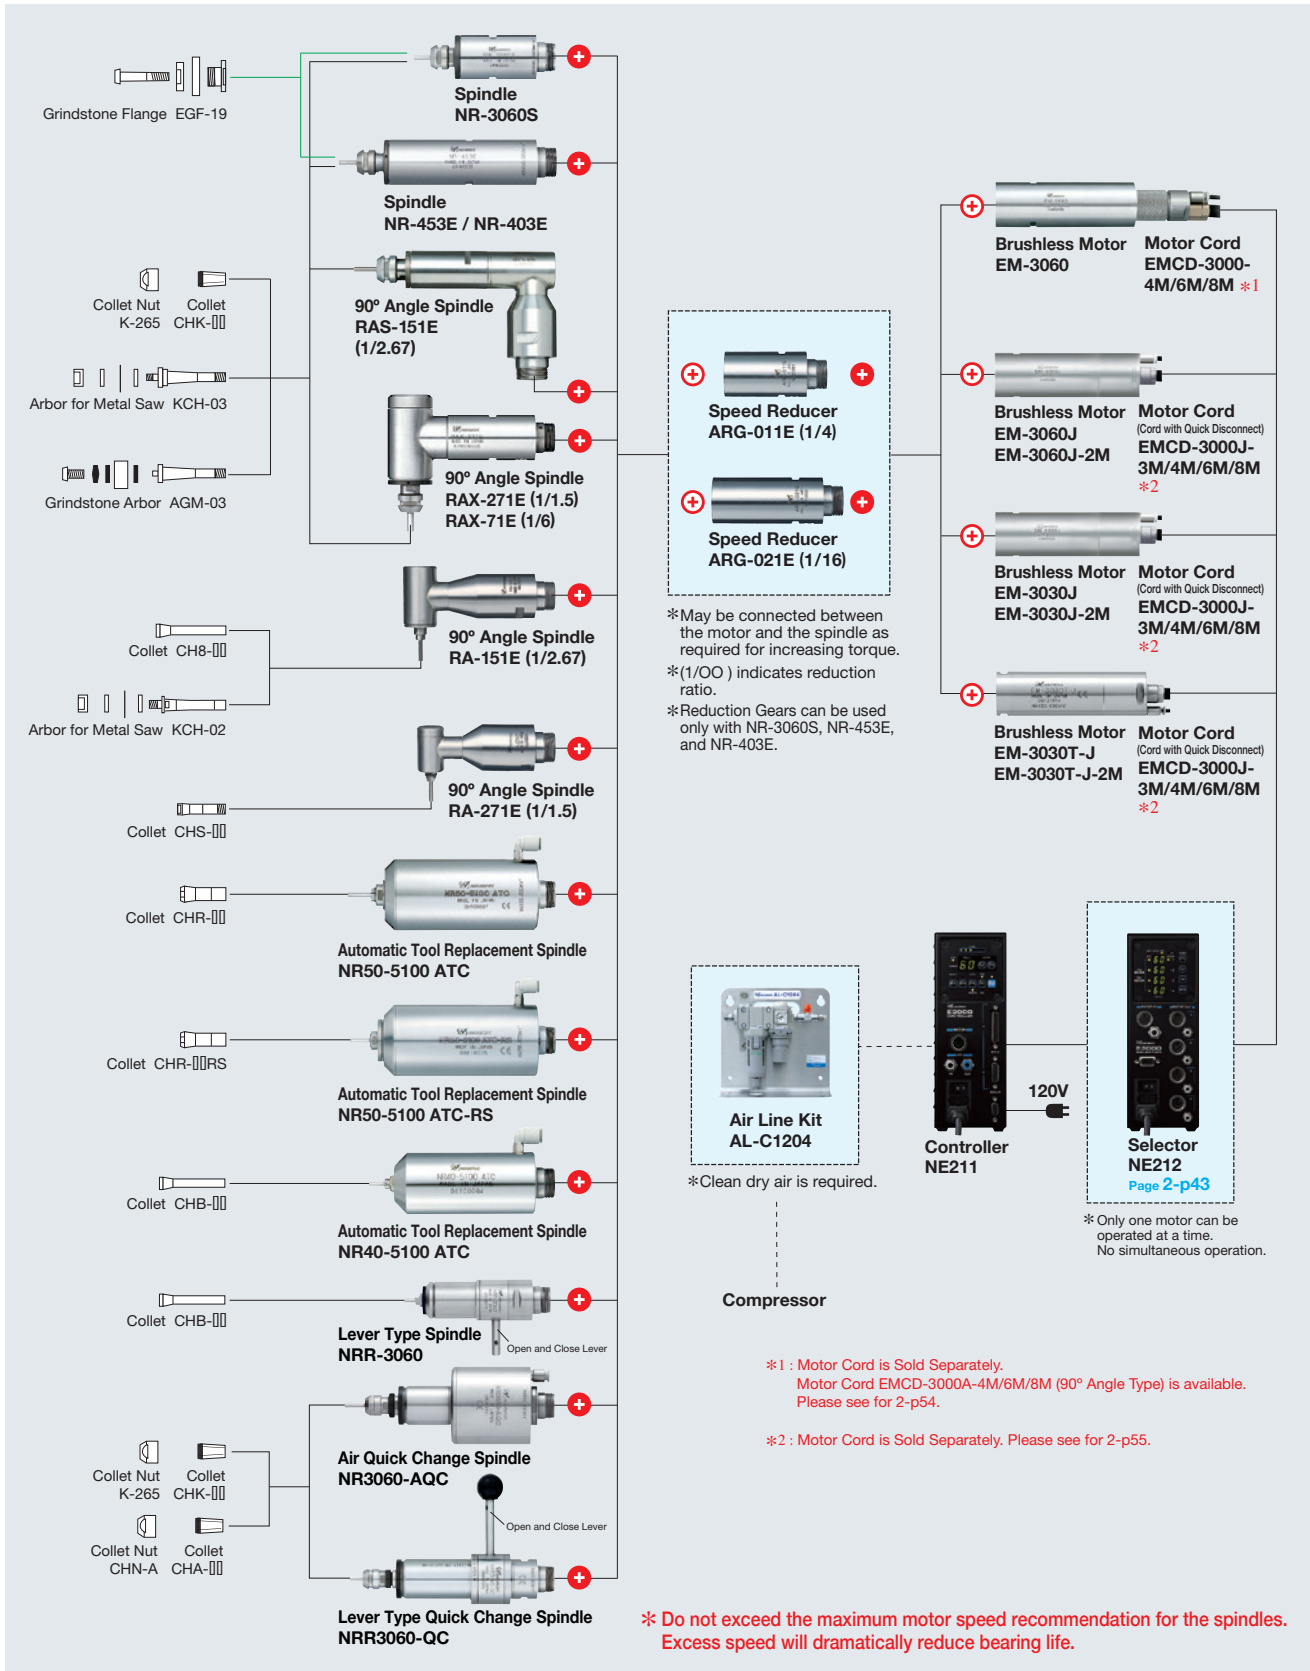 Grindstone Flange EGF-19
Spindle
NR-3060S
Spindle
NR-453E / NR-403E
Collet Nut
K-265
Collet
CHK-▯▯
90º Angle Spindle
RAS-151E
(1/2.67)
Arbor for Metal Saw KCH-03
Grindstone Arbor AGM-03
90º Angle Spindle
RAX-271E (1/1.5)
RAX-71E (1/6)
Collet CH8-▯▯
90º Angle Spindle
RA-151E (1/2.67)
Arbor for Metal Saw KCH-02
90º Angle Spindle
RA-271E (1/1.5)
Collet CHS-▯▯
NR50-5100 ATC
Collet CHR-▯▯
Automatic Tool Replacement Spindle
NR50-5100 ATC
NR50-5100 ATC-RS
Collet CHR-▯▯RS
Automatic Tool Replacement Spindle
NR50-5100 ATC-RS
NR40-5100 ATC
Collet CHB-▯▯
Automatic Tool Replacement Spindle
NR40-5100 ATC
Collet CHB-▯▯
Lever Type Spindle
NRR-3060
Open and Close Lever
Air Quick Change Spindle
NR3060-AQC
Collet Nut
K-265
Collet
CHK-▯▯
Open and Close Lever
Collet Nut
CHN-A
Collet
CHA-▯▯
Lever Type Quick Change Spindle
NRR3060-QC
Speed Reducer
ARG-011E (1/4)
Speed Reducer
ARG-021E (1/16)
✻May be connected between
the motor and the spindle as
required for increasing torque.
✻(1/OO ) indicates reduction
ratio.
✻Reduction Gears can be used
only with NR-3060S, NR-453E,
and NR-403E.
Brushless Motor
EM-3060
Motor Cord
EMCD-3000-
4M/6M/8M ✻1
Brushless Motor
EM-3060J
EM-3060J-2M
Motor Cord
(Cord with Quick Disconnect)
EMCD-3000J-
3M/4M/6M/8M
✻2
Brushless Motor
EM-3030J
EM-3030J-2M
Motor Cord
(Cord with Quick Disconnect)
EMCD-3000J-
3M/4M/6M/8M
✻2
Brushless Motor
EM-3030T-J
EM-3030T-J-2M
Motor Cord
(Cord with Quick Disconnect)
EMCD-3000J-
3M/4M/6M/8M
✻2
AL-C1204
Air Line Kit
AL-C1204
✻Clean dry air is required.
Compressor
60
E3000
Controller
NE211
120V
E3000
Selector
NE212
Page 2-p43
✻ Only one motor can be
operated at a time.
No simultaneous operation.
✻1 : Motor Cord is Sold Separately.
Motor Cord EMCD-3000A-4M/6M/8M (90º Angle Type) is available.
Please see for 2-p54.
✻2 : Motor Cord is Sold Separately. Please see for 2-p55.
✻ Do not exceed the maximum motor speed recommendation for the spindles.
Excess speed will dramatically reduce bearing life.